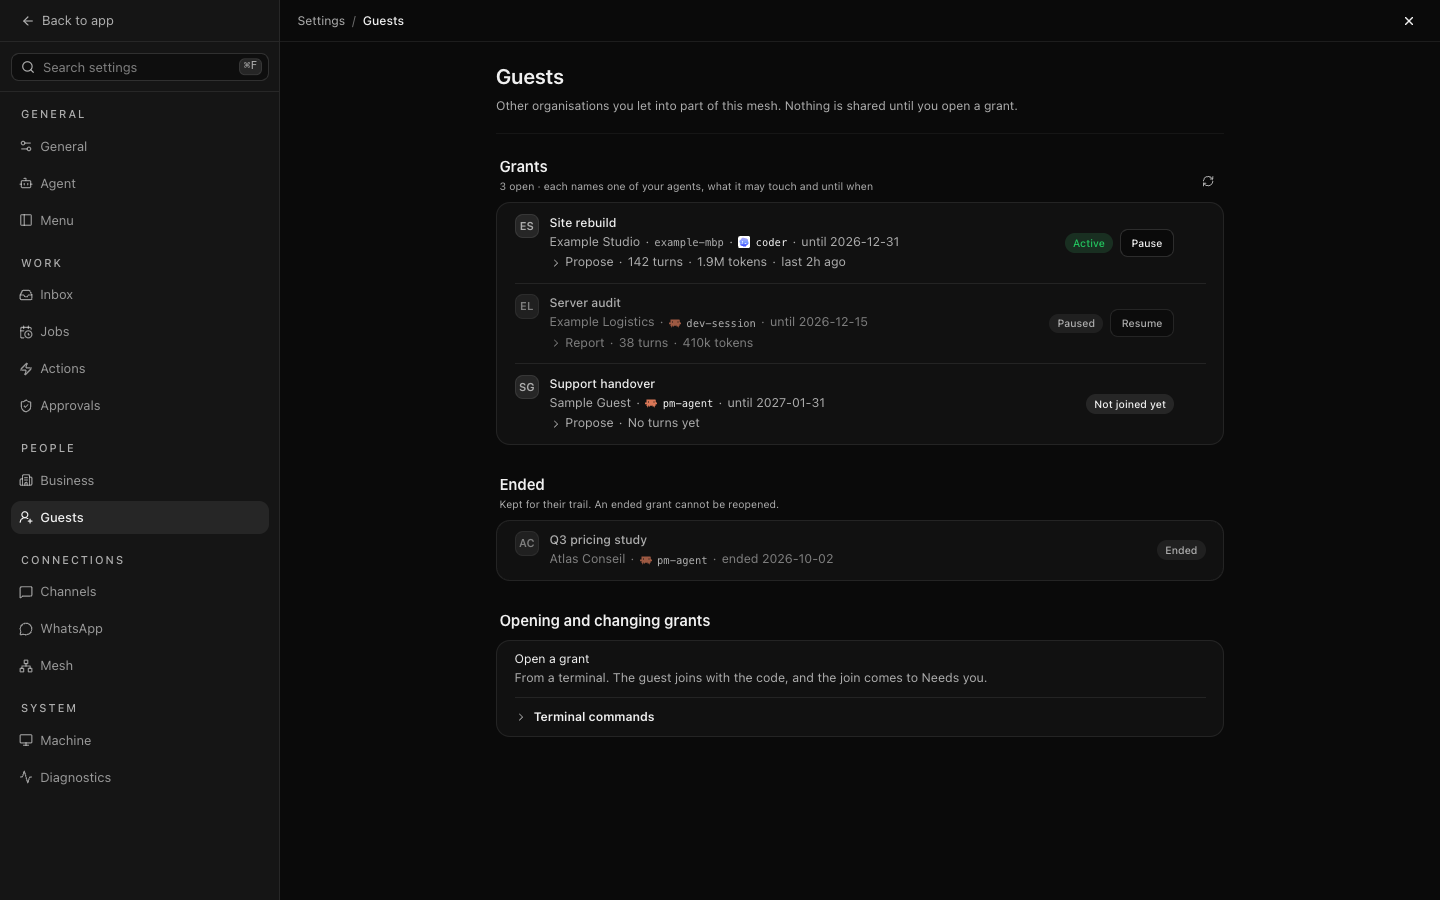 Back to app
Settings / Guests
Search settings ⌘F
GENERAL
General
Agent
Menu
WORK
Inbox
Jobs
Actions
Approvals
PEOPLE
Business
Guests
CONNECTIONS
Channels
WhatsApp
Mesh
SYSTEM
Machine
Diagnostics
Guests
Other organisations you let into part of this mesh. Nothing is shared until you open a grant.
Grants
3 open · each names one of your agents, what it may touch and until when
ES
Site rebuild
Example Studio · example-mbp · coder · until 2026-12-31
Propose · 142 turns · 1.9M tokens · last 2h ago
Active
Pause
EL
Server audit
Example Logistics · dev-session · until 2026-12-15
Report · 38 turns · 410k tokens
Paused
Resume
SG
Support handover
Sample Guest · pm-agent · until 2027-01-31
Propose · No turns yet
Not joined yet
Ended
Kept for their trail. An ended grant cannot be reopened.
AC
Q3 pricing study
Atlas Conseil · pm-agent · ended 2026-10-02
Ended
Opening and changing grants
Open a grant
From a terminal. The guest joins with the code, and the join comes to Needs you.
Terminal commands